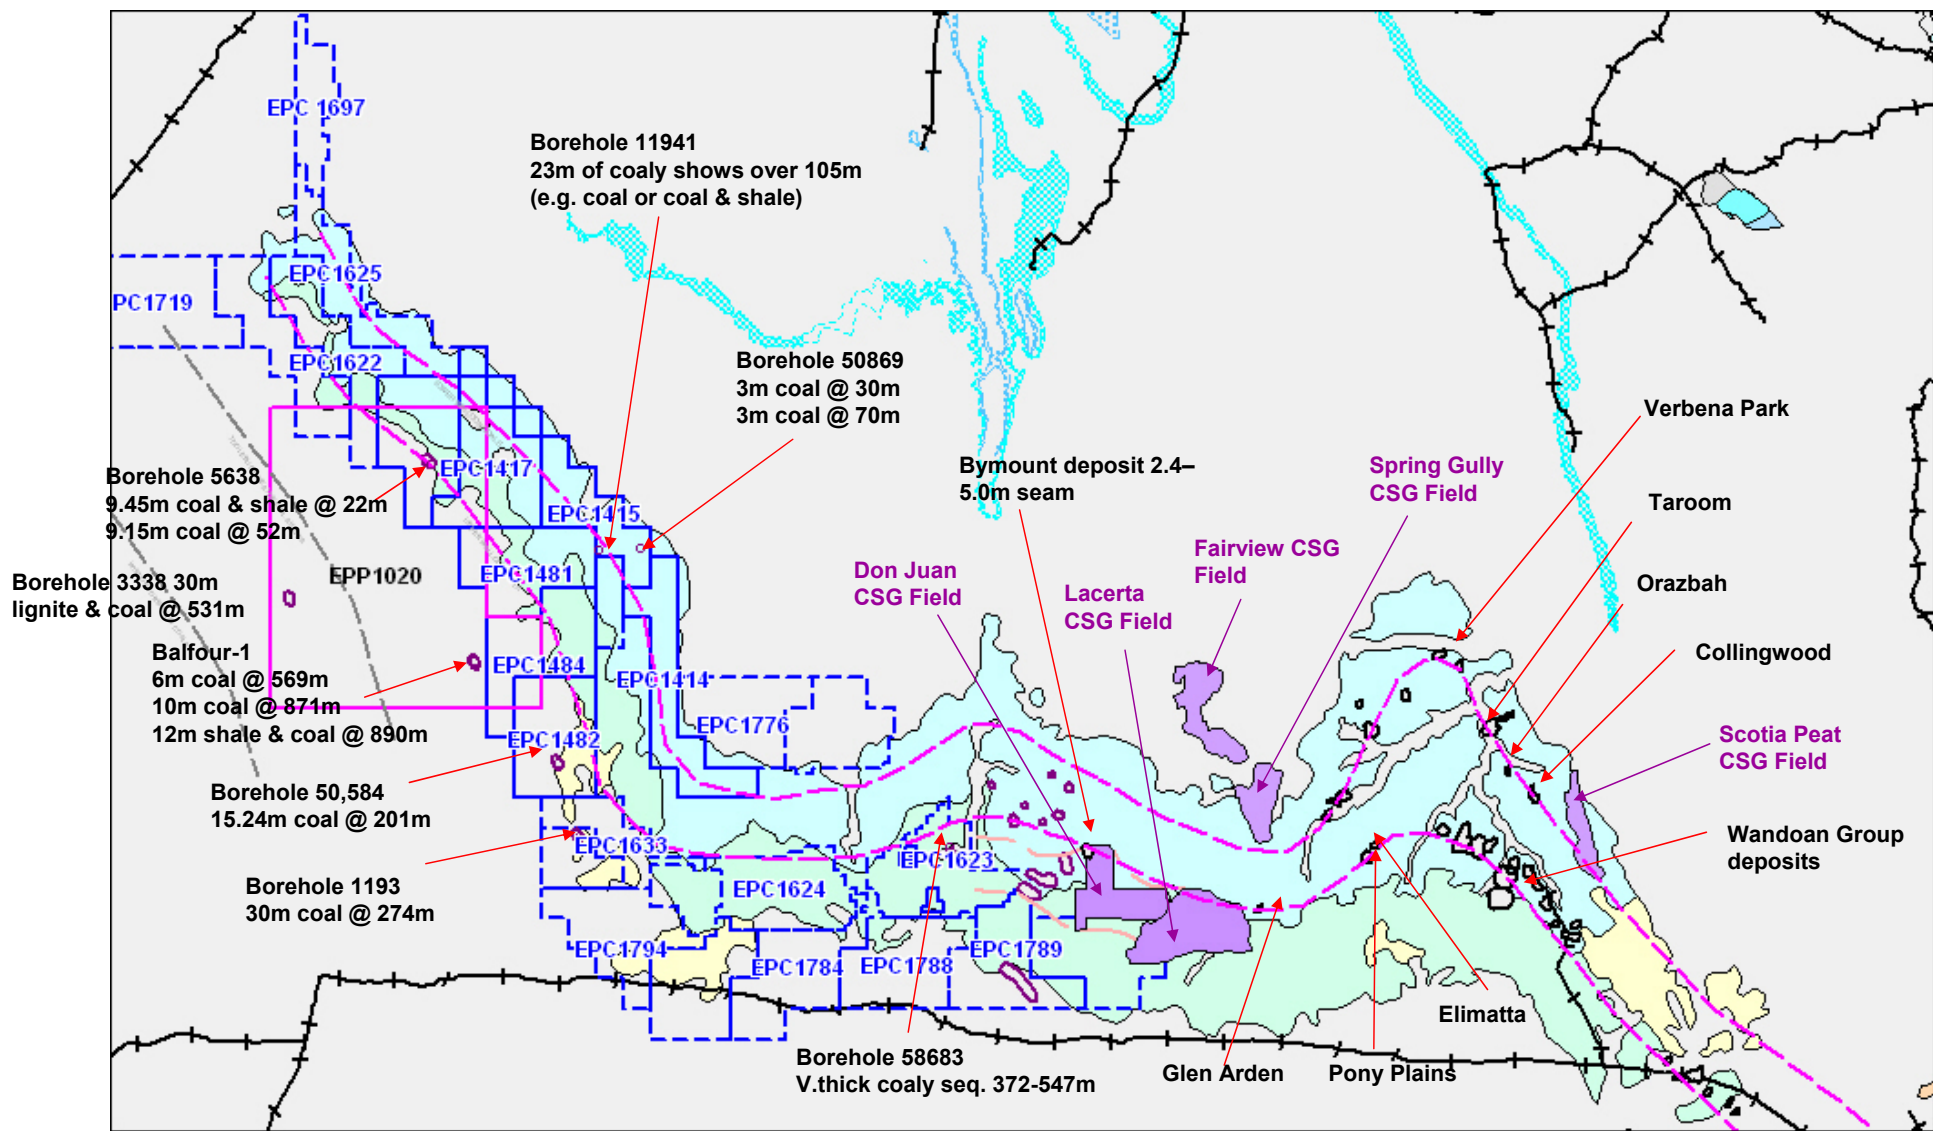 EPC 1697
Borehole 11941
23m of coaly shows over 105m
(e.g. coal or coal & shale)
EPC1625
PC1719
EPC1622
Borehole 50869
3m coal @ 30m
3m coal @ 70m
Verbena Park
Bymount deposit 2.4–
5.0m seam
Spring Gully
CSG Field
EPC1417
Borehole 5638
9.45m coal & shale @ 22m
9.15m coal @ 52m
EPC1415
Taroom
Fairview CSG
Field
Don Juan
CSG Field
Lacerta
CSG Field
EPC1481
EPP1020
Borehole 3338 30m
lignite & coal @ 531m
Orazbah
Balfour-1
6m coal @ 569m
10m coal @ 871m
12m shale & coal @ 890m
EPC1484
EPC1414
Collingwood
EPC1776
EPC1482
Scotia Peat
CSG Field
Borehole 50,584
15.24m coal @ 201m
EPC1633
EPC1623
Wandoan Group
deposits
Borehole 1193
30m coal @ 274m
EPC1624
EPC1794
EPC1784
EPC1788
EPC1789
Elimatta
Borehole 58683
V.thick coaly seq. 372-547m
Glen Arden
Pony Plains